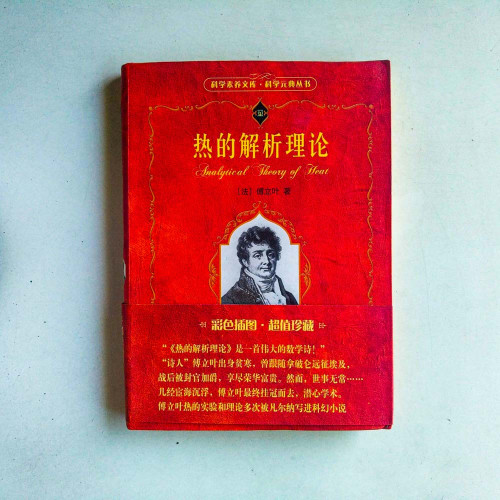 科学素养文库·科学元典丛书
热的解析理论
Analytical Theory of Heat
〔法〕傅立叶 著
彩色插图·超值珍藏
“《热的解析理论》是一首伟大的数学诗！”
“诗人”傅立叶出身贫寒，曾跟随拿破仑远征埃及，
战后被封官加爵，享尽荣华富贵。然而，世事无常……
几经宦海沉浮，傅立叶最终挂冠而去，潜心学术。
傅立叶热的实验和理论多次被凡尔纳写进科幻小说